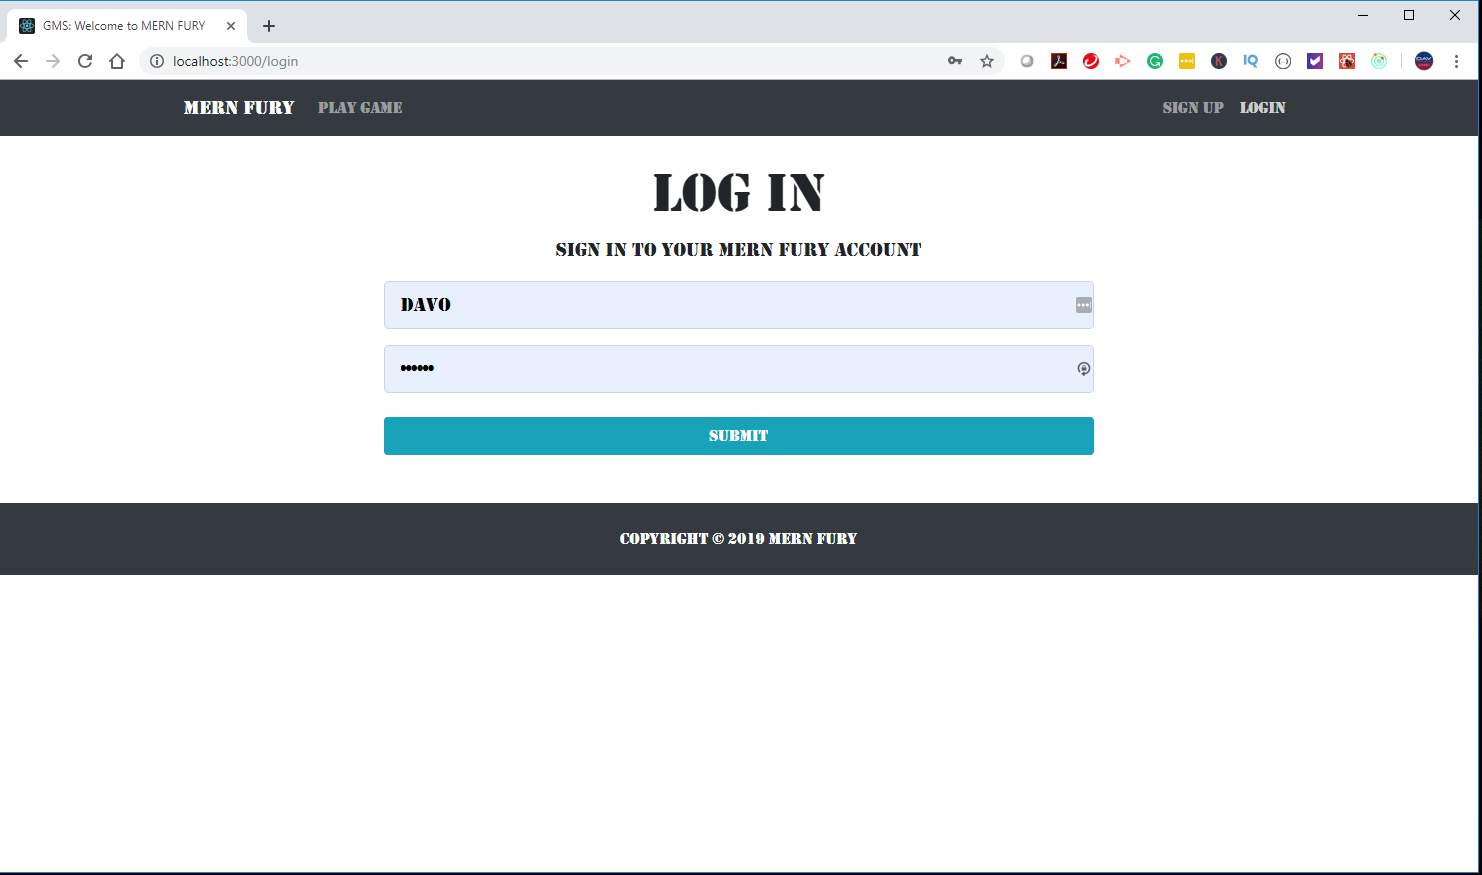 GMS: Welcome to MERN FURY
localhost:3000/login
IQ
MERN FURY PLAY GAME SIGN UP LOGIN
LOG IN
SIGN IN TO YOUR MERN FURY ACCOUNT
DAVO
••••••
SUBMIT
COPYRIGHT © 2019 MERN FURY